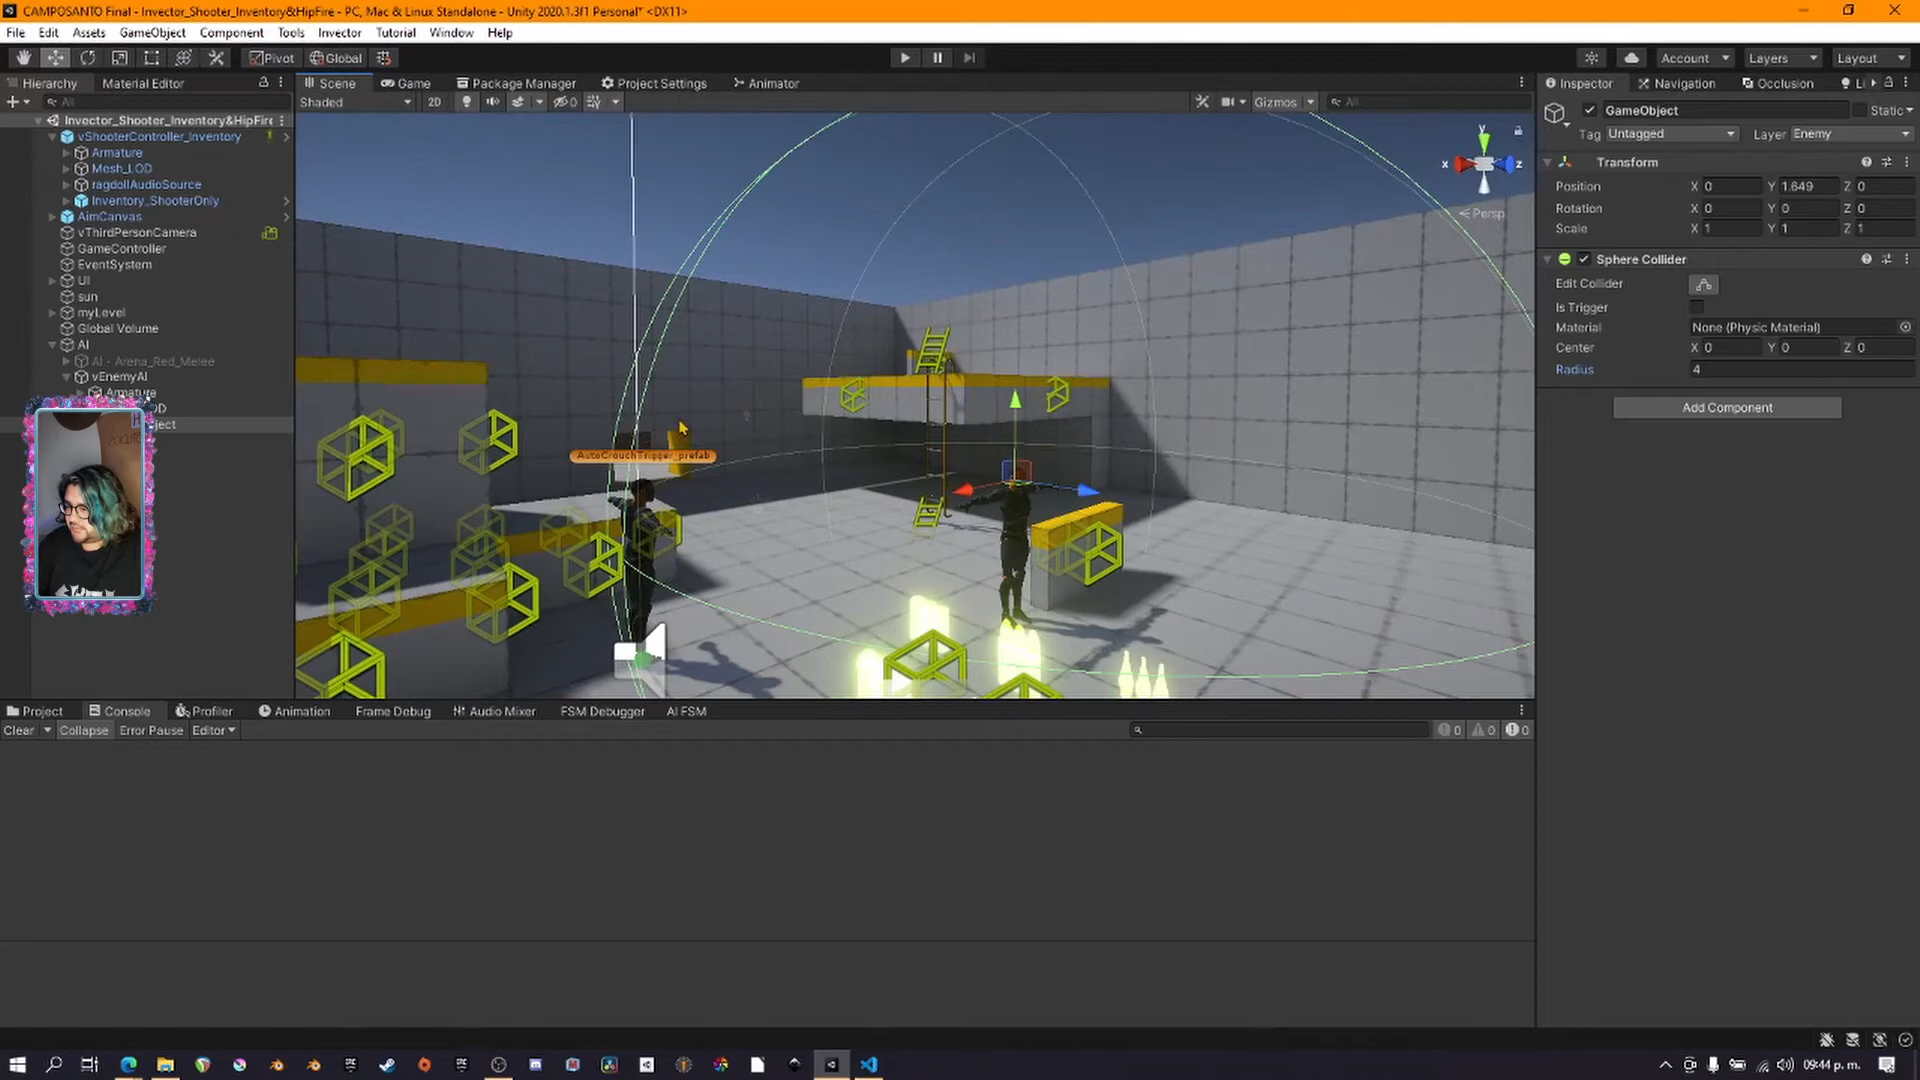 CAMPOSANTO Final - Invector_Shooter_Inventory&HipFire - PC, Mac & Linux Standalone - Unity 2020.1.3f1 Personal* <DX11>
File Edit Assets GameObject Component Tools Invector Tutorial Window Help
Pivot Global Account Layers Layout
Hierarchy Material Editor
All
Invector_Shooter_Inventory&HipFire
vShooterController_Inventory
Armature
Mesh_LOD
ragdollAudioSource
Inventory_ShooterOnly
AimCanvas
vThirdPersonCamera
GameController
EventSystem
UI
sun
myLevel
Global Volume
AI
AI - Arena_Red_Melee
vEnemyAI
Armature
Scene Game Package Manager Project Settings Animator
Shaded 2D 0 Gizmos All
y
x z
Persp
AutoCrouchTrigger_prefab
Inspector Navigation Occlusion Li
GameObject Static
Tag Untagged Layer Enemy
Transform
Position X 0 Y 1.649 Z 0
Rotation X 0 Y 0 Z 0
Scale X 1 Y 1 Z 1
Sphere Collider
Edit Collider
Is Trigger
Material None (Physic Material)
Center X 0 Y 0 Z 0
Radius 4
Add Component
Project Console Profiler Animation Frame Debug Audio Mixer FSM Debugger AI FSM
Clear Collapse Error Pause Editor 0 0 0
09:44 p. m.